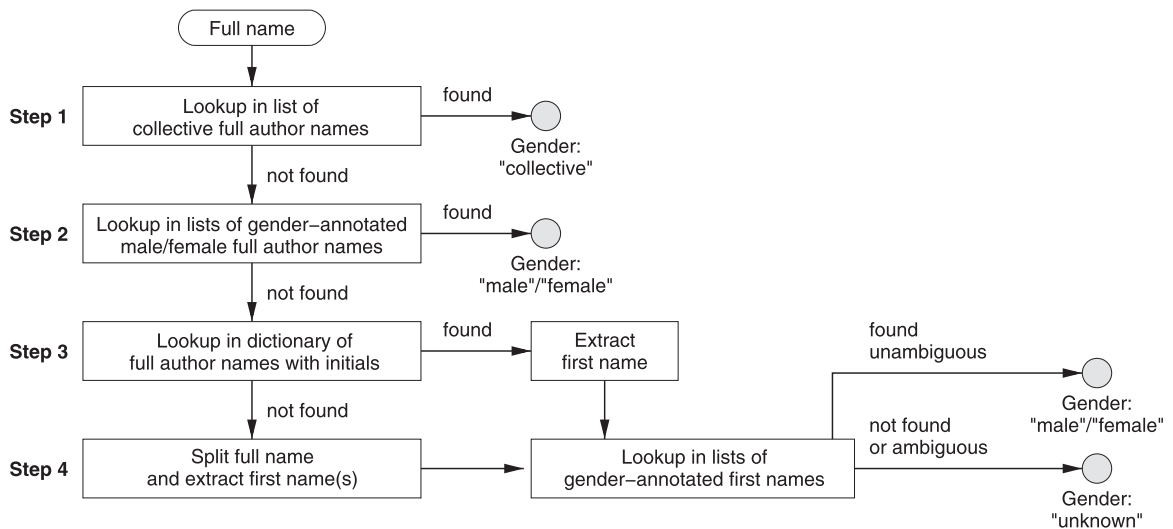 Full name
Step 1
Lookup in list of
collective full author names
found
Gender:
"collective"
not found
Step 2
Lookup in lists of gender−annotated
male/female full author names
found
Gender:
"male"/"female"
not found
Step 3
Lookup in dictionary of
full author names with initials
found
Extract
first name
found
unambiguous
Gender:
"male"/"female"
not found
Step 4
Split full name
and extract first name(s)
Lookup in lists of
gender−annotated first names
not found
or ambiguous
Gender:
"unknown"